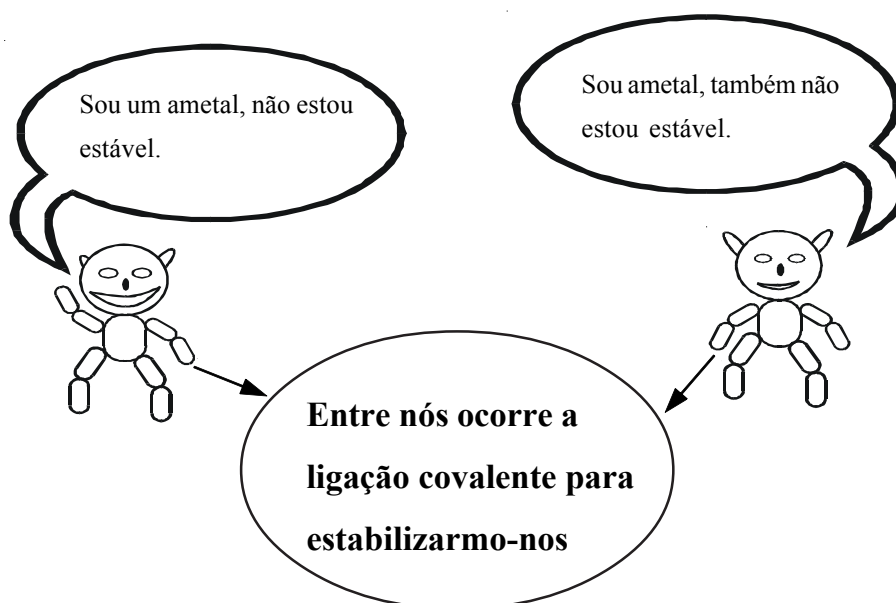 Sou um ametal, não estou
estável.
Sou ametal, também não
estou estável.
Entre nós ocorre a
ligação covalente para
estabilizarmo-nos